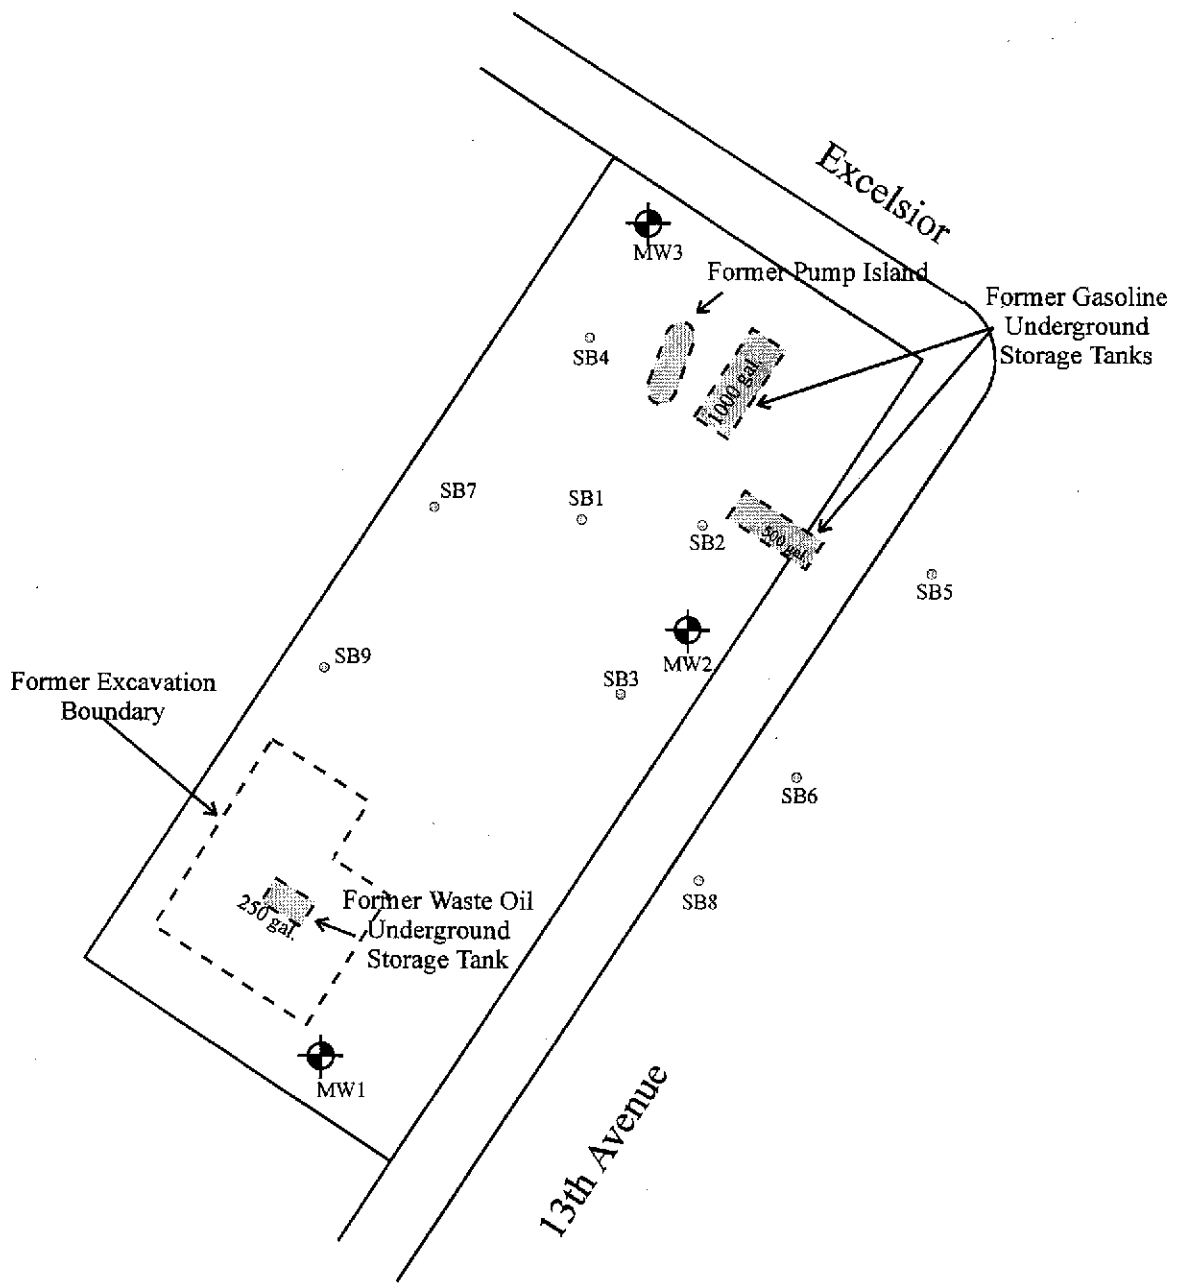 Excelsior
MW3
Former Pump Island
Former Gasoline
Underground
Storage Tanks
SB4
1000 gal.
SB7
SB1
SB2
500 gal.
SB5
MW2
SB9
SB3
Former Excavation
Boundary
SB6
SB8
Former Waste Oil
Underground
Storage Tank
250 gal.
MW1
13th Avenue